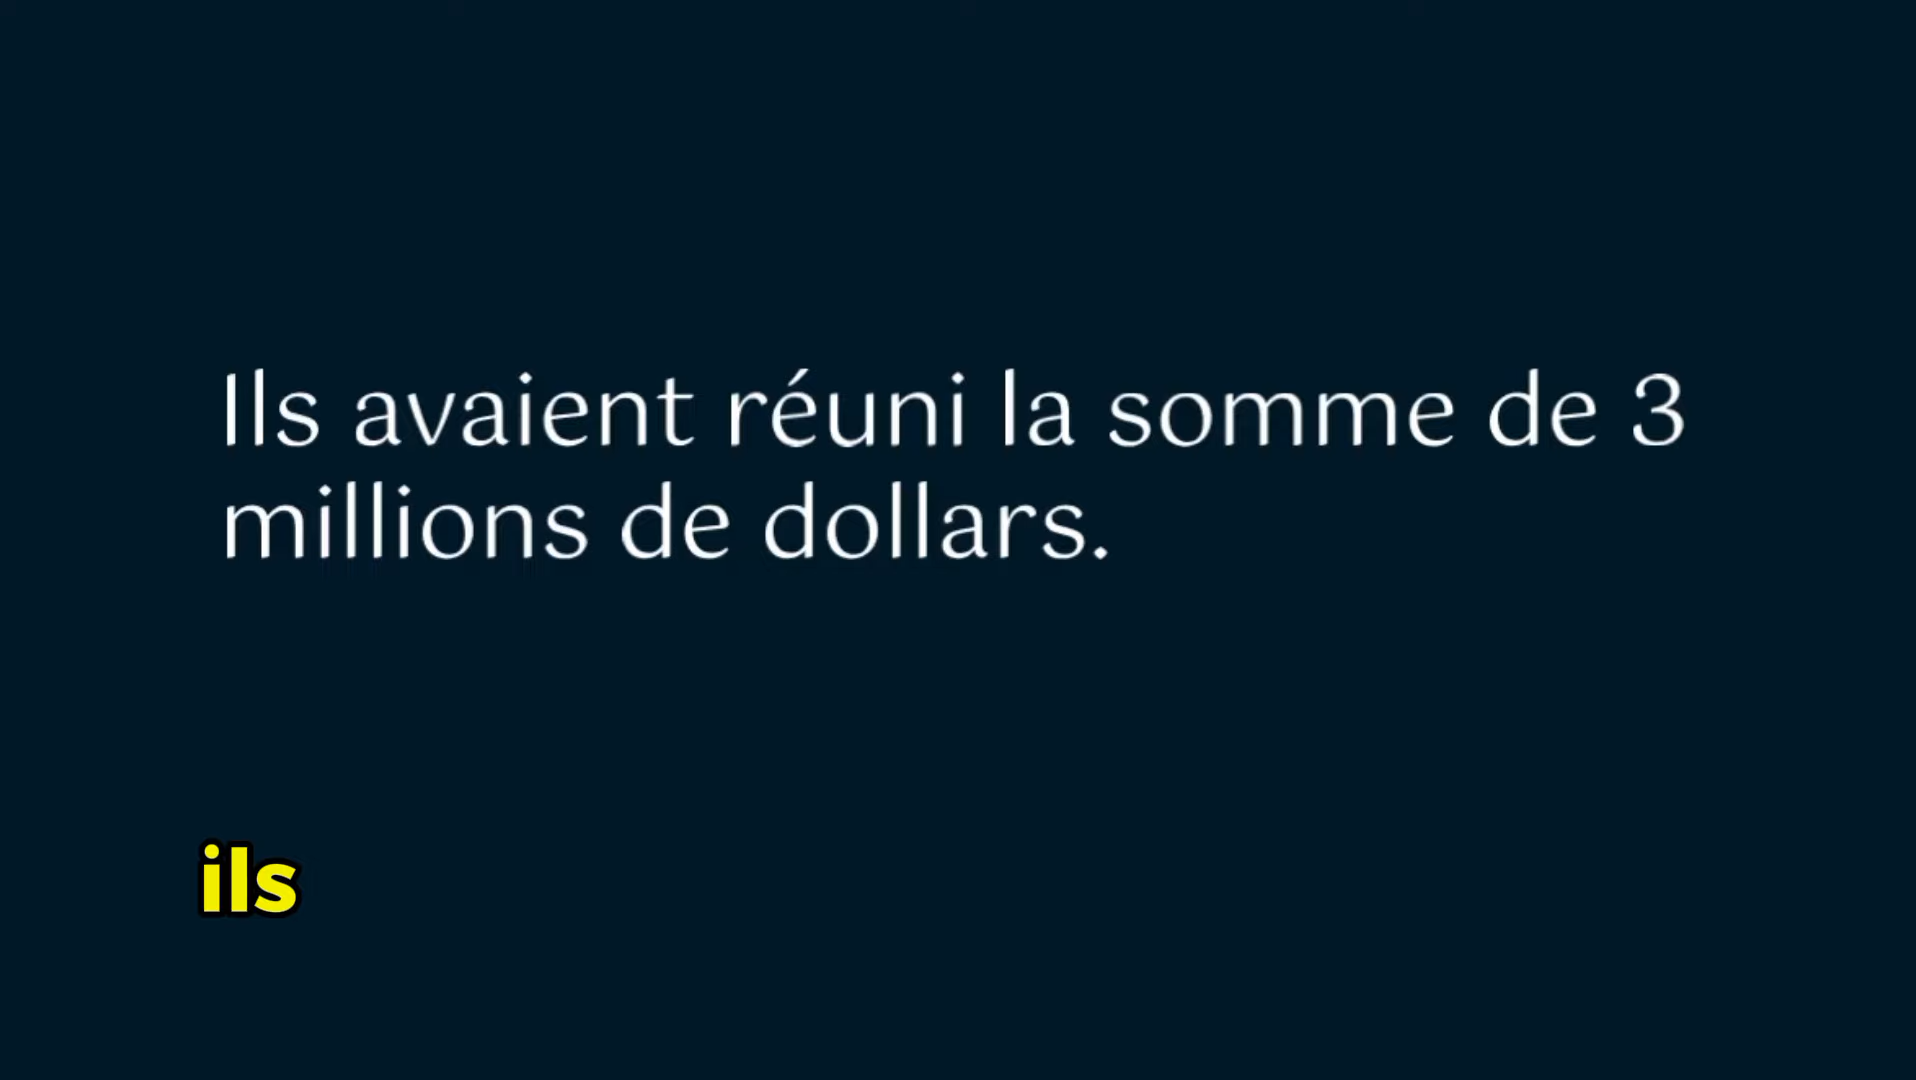 Ils avaient réuni la somme de 3
millions de dollars.
ils